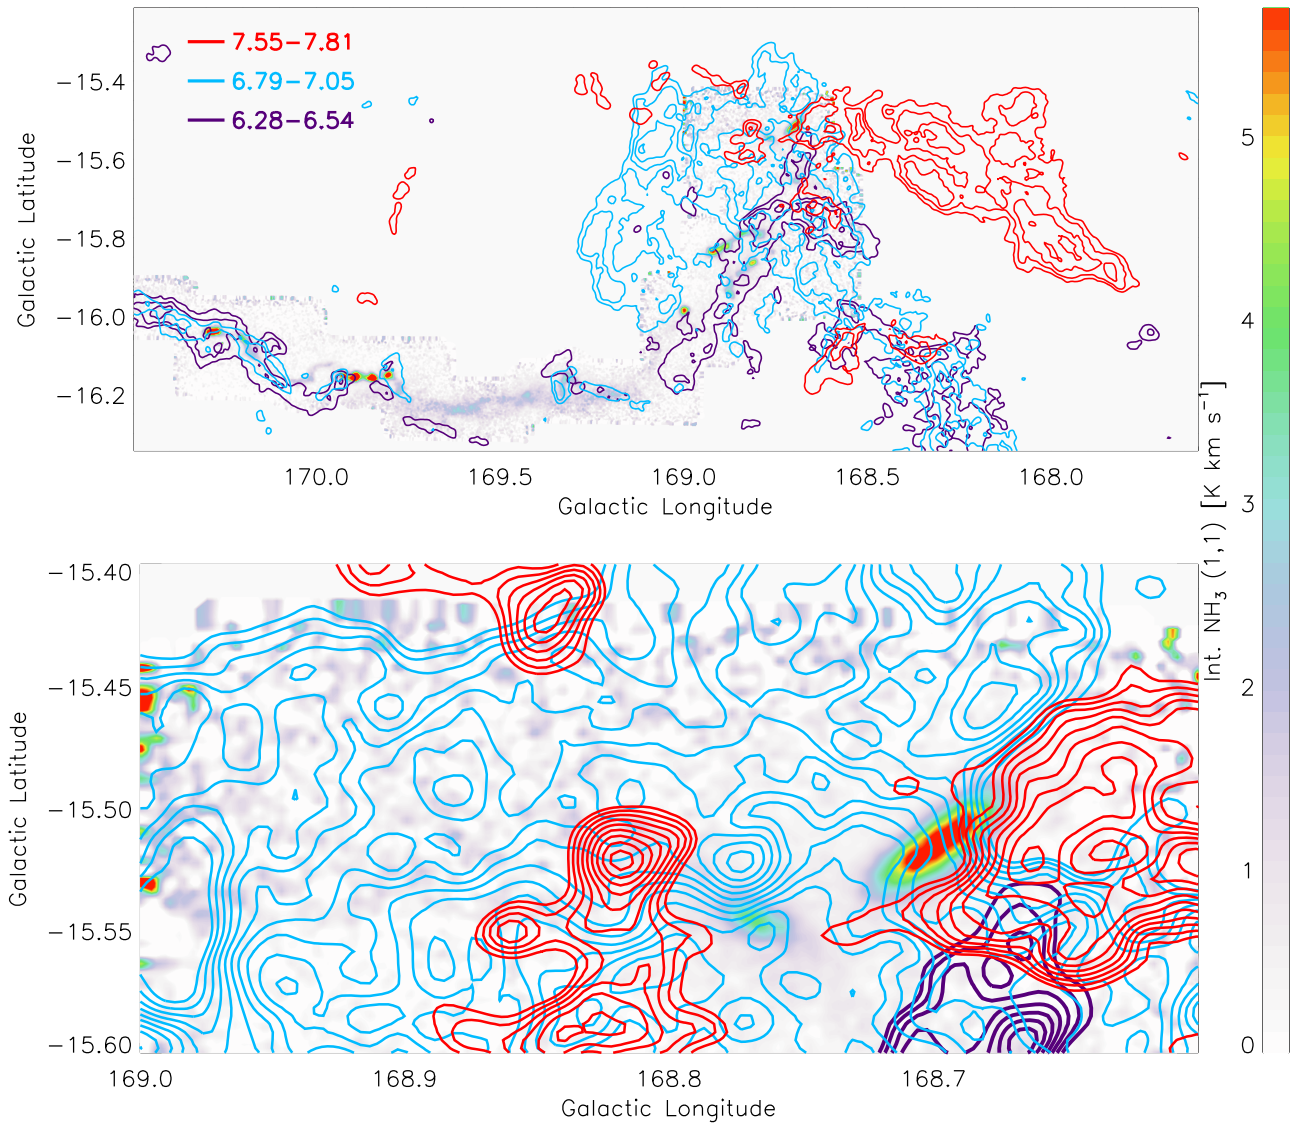 7.55−7.81
6.79−7.05
6.28−6.54
−15.4
−15.6
−15.8
−16.0
−16.2
Galactic Latitude
170.0 169.5 169.0 168.5 168.0
Galactic Longitude
−15.40
−15.45
−15.50
−15.55
−15.60
Galactic Latitude
169.0 168.9 168.8 168.7
Galactic Longitude
5
4
3
2
1
0
Int. NH₃(1,1) [K km s⁻¹]